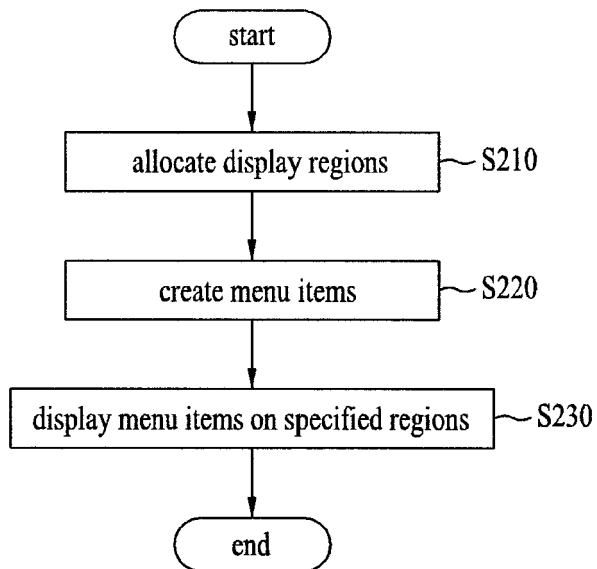 start
allocate display regions
S210
create menu items
S220
display menu items on specified regions
S230
end